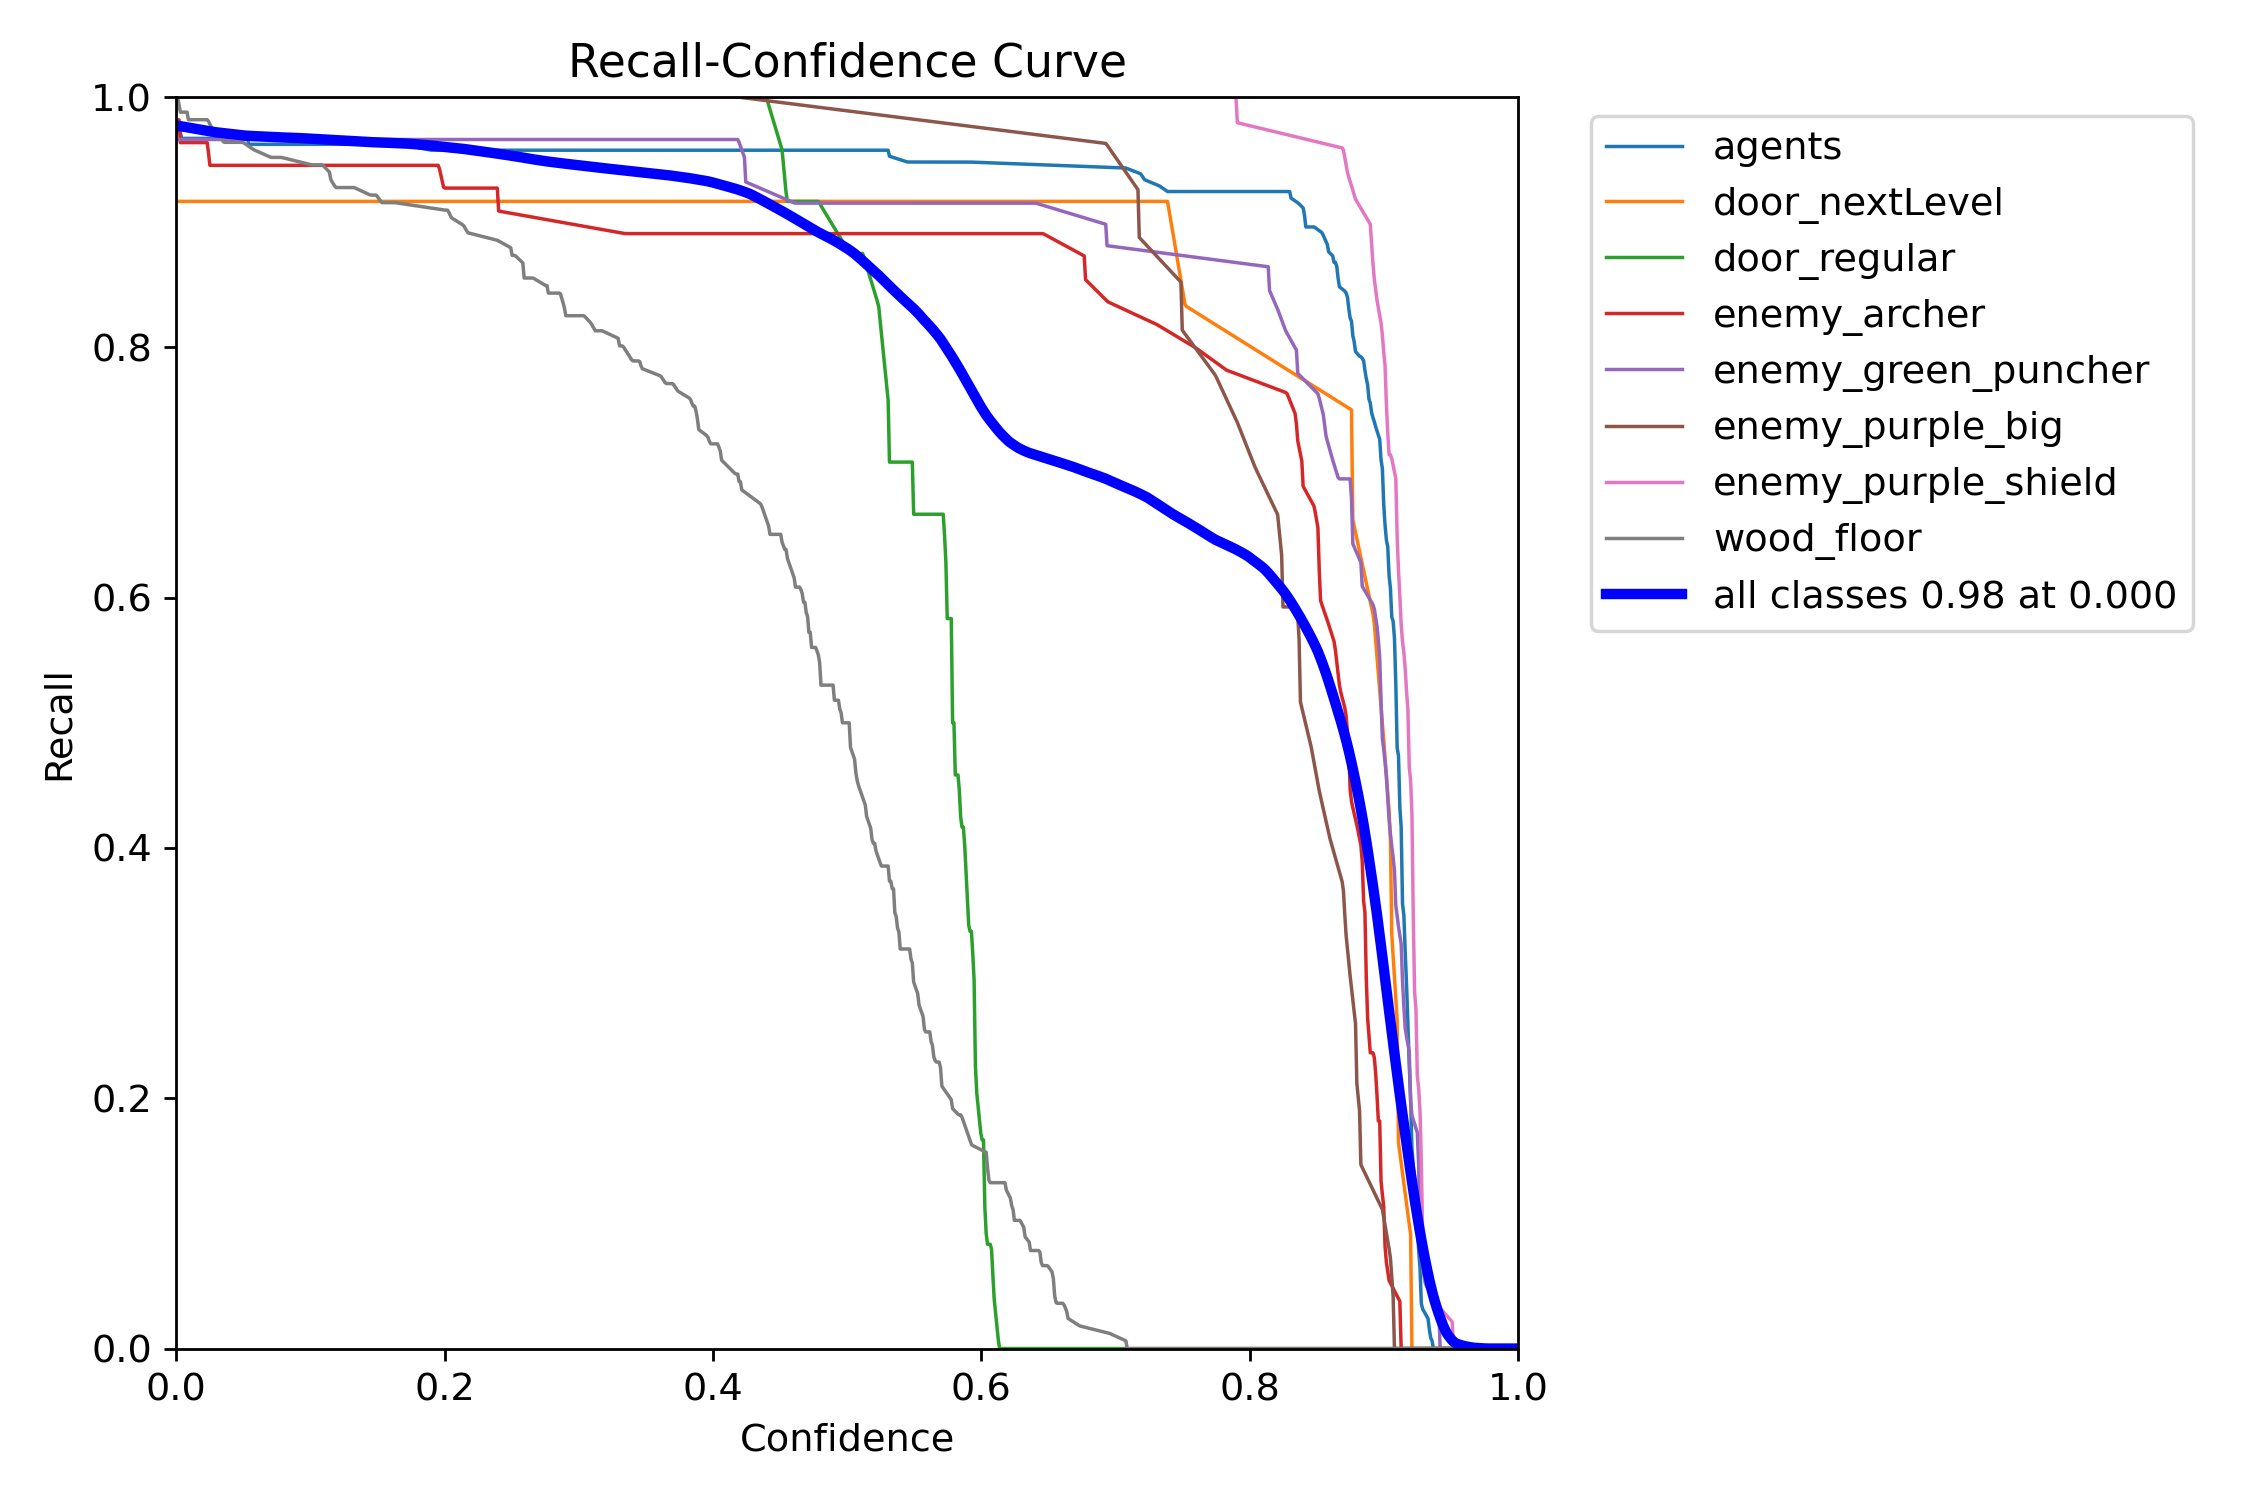 Recall-Confidence Curve
1.0
0.8
0.6
0.4
0.2
0.0
Recall
0.0 0.2 0.4 0.6 0.8 1.0
Confidence
agents
door_nextLevel
door_regular
enemy_archer
enemy_green_puncher
enemy_purple_big
enemy_purple_shield
wood_floor
all classes 0.98 at 0.000